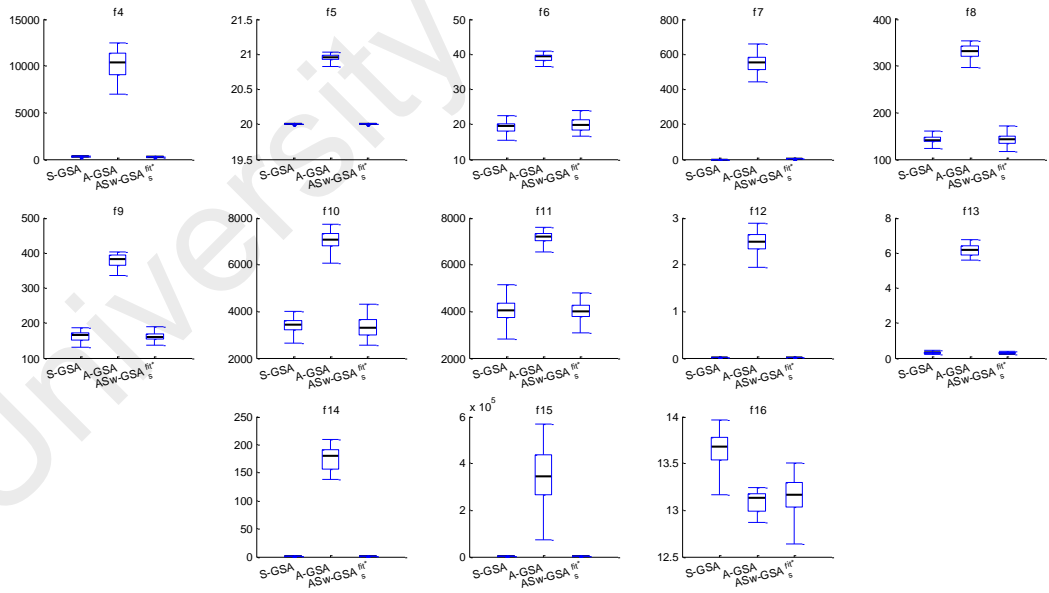 f4
15000
10000
5000
0
S-GSA
A-GSA
ASw-GSA fit* s
f5
21.5
21
20.5
20
19.5
S-GSA
A-GSA
ASw-GSA fit* s
f6
50
40
30
20
10
S-GSA
A-GSA
ASw-GSA fit* s
f7
800
600
400
200
0
S-GSA
A-GSA
ASw-GSA fit* s
f8
400
300
200
100
S-GSA
A-GSA
ASw-GSA fit* s
f9
500
400
300
200
100
S-GSA
A-GSA
ASw-GSA fit* s
f10
8000
6000
4000
2000
S-GSA
A-GSA
ASw-GSA fit* s
f11
8000
6000
4000
2000
S-GSA
A-GSA
ASw-GSA fit* s
f12
3
2
1
0
S-GSA
A-GSA
ASw-GSA fit* s
f13
8
6
4
2
0
S-GSA
A-GSA
ASw-GSA fit* s
f14
250
200
150
100
50
0
S-GSA
A-GSA
ASw-GSA fit* s
f15
x 10^5
6
4
2
0
S-GSA
A-GSA
ASw-GSA fit* s
f16
14
13.5
13
12.5
S-GSA
A-GSA
ASw-GSA fit* s
University